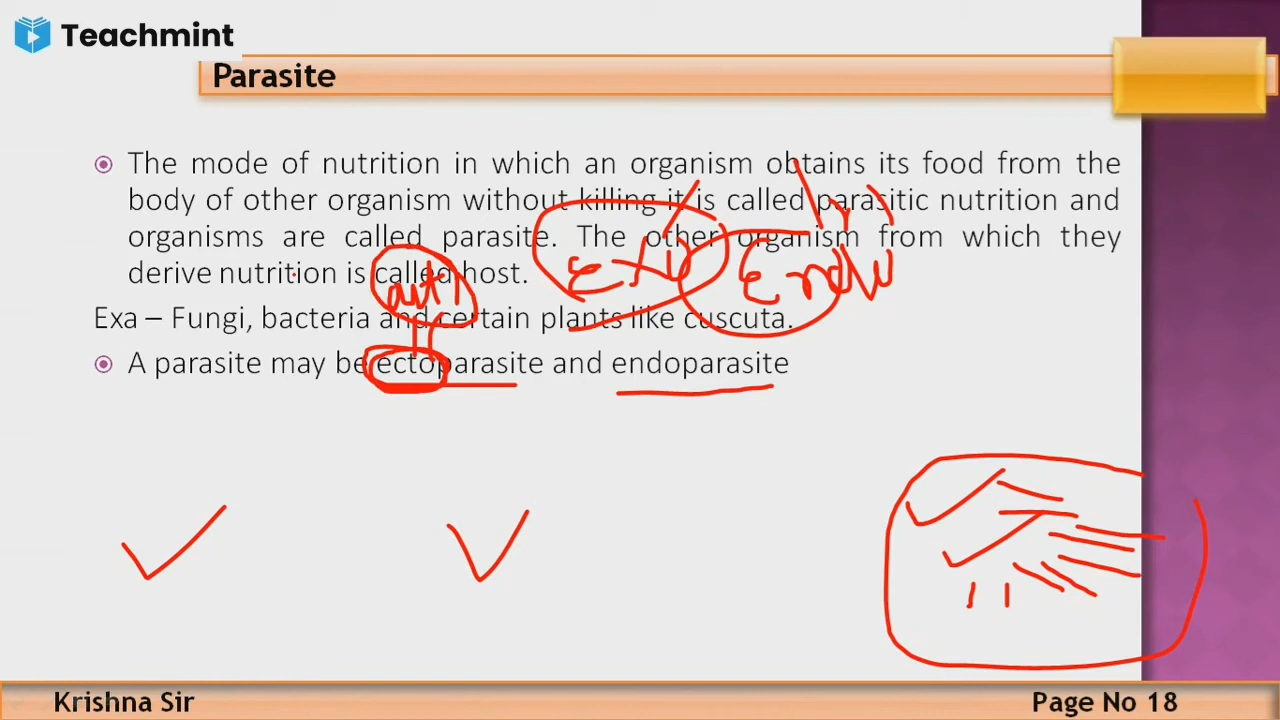 Teachmint
Parasite
The mode of nutrition in which an organism obtains its food from the
body of other organism without killing it is called parasitic nutrition and
organisms are called parasite. The other organism from which they
derive nutrition is called host.
Exa – Fungi, bacteria and certain plants like cuscuta.
A parasite may be ectoparasite and endoparasite
Krishna Sir
Page No 18